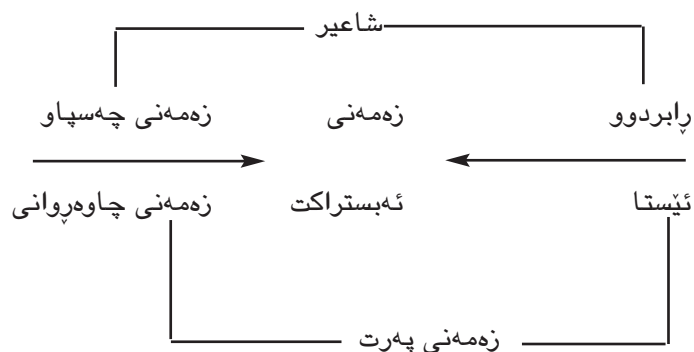 شاعیر
ڕابردوو زەمەنی زەمەنی چەسپاو
ئێستا ئەبستراکت زەمەنی چاوەڕوانی
زەمەنی پەرت